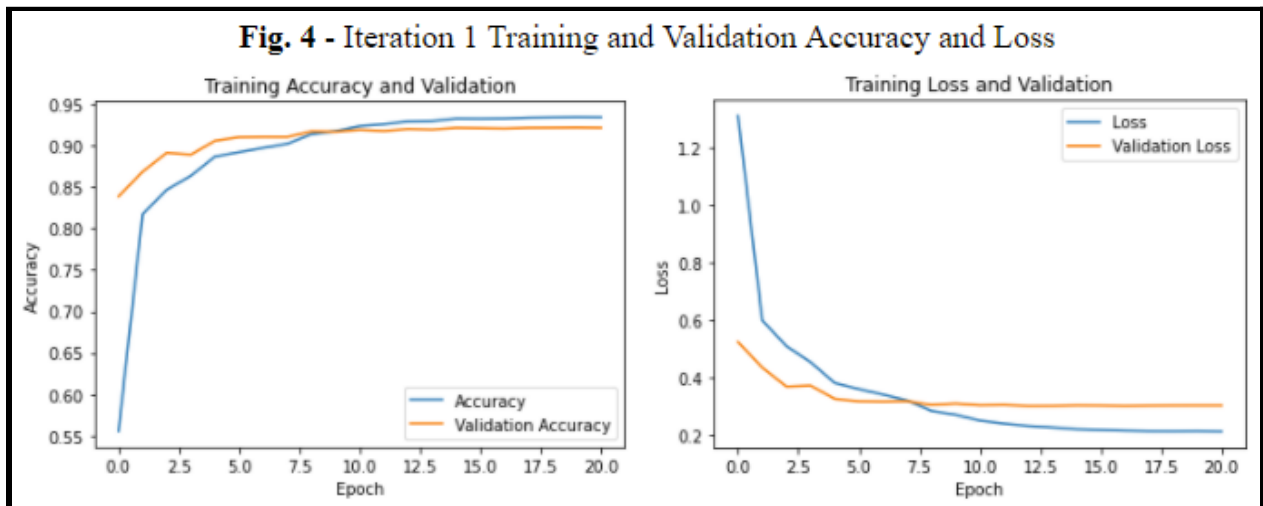 Fig. 4 - Iteration 1 Training and Validation Accuracy and Loss
Training Accuracy and Validation
0.95
0.90
0.85
0.80
0.75
0.70
0.65
0.60
0.55
Accuracy
Accuracy
Validation Accuracy
0.0 2.5 5.0 7.5 10.0 12.5 15.0 17.5 20.0
Epoch
Training Loss and Validation
1.2
1.0
0.8
0.6
0.4
0.2
Loss
Loss
Validation Loss
0.0 2.5 5.0 7.5 10.0 12.5 15.0 17.5 20.0
Epoch